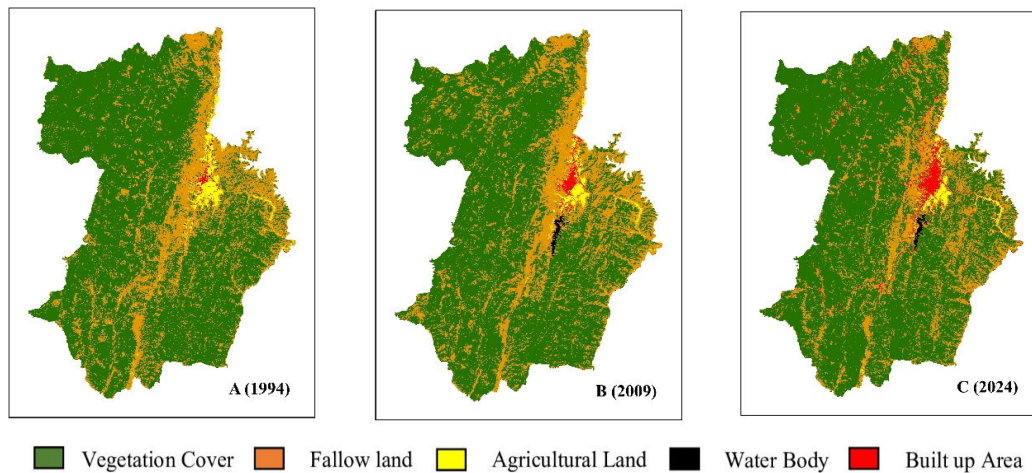 A (1994)
B (2009)
C (2024)
Vegetation Cover Fallow land Agricultural Land Water Body Built up Area